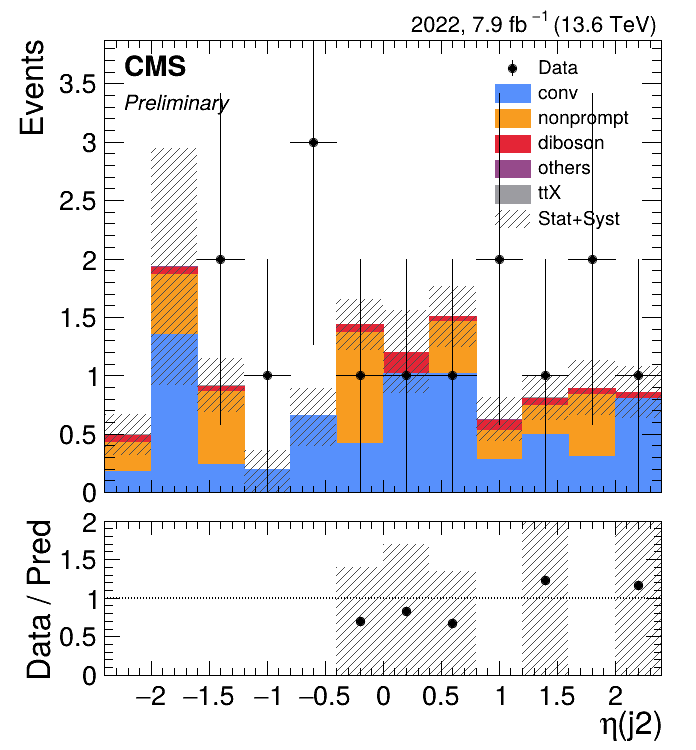 2022, 7.9 fb⁻¹ (13.6 TeV)
CMS
Preliminary
Events
Data
conv
nonprompt
diboson
others
ttX
Stat+Syst
3.5
3
2.5
2
1.5
1
0.5
0
Data / Pred
2
1.5
1
0.5
0
−2 −1.5 −1 −0.5 0 0.5 1 1.5 2
η(j2)